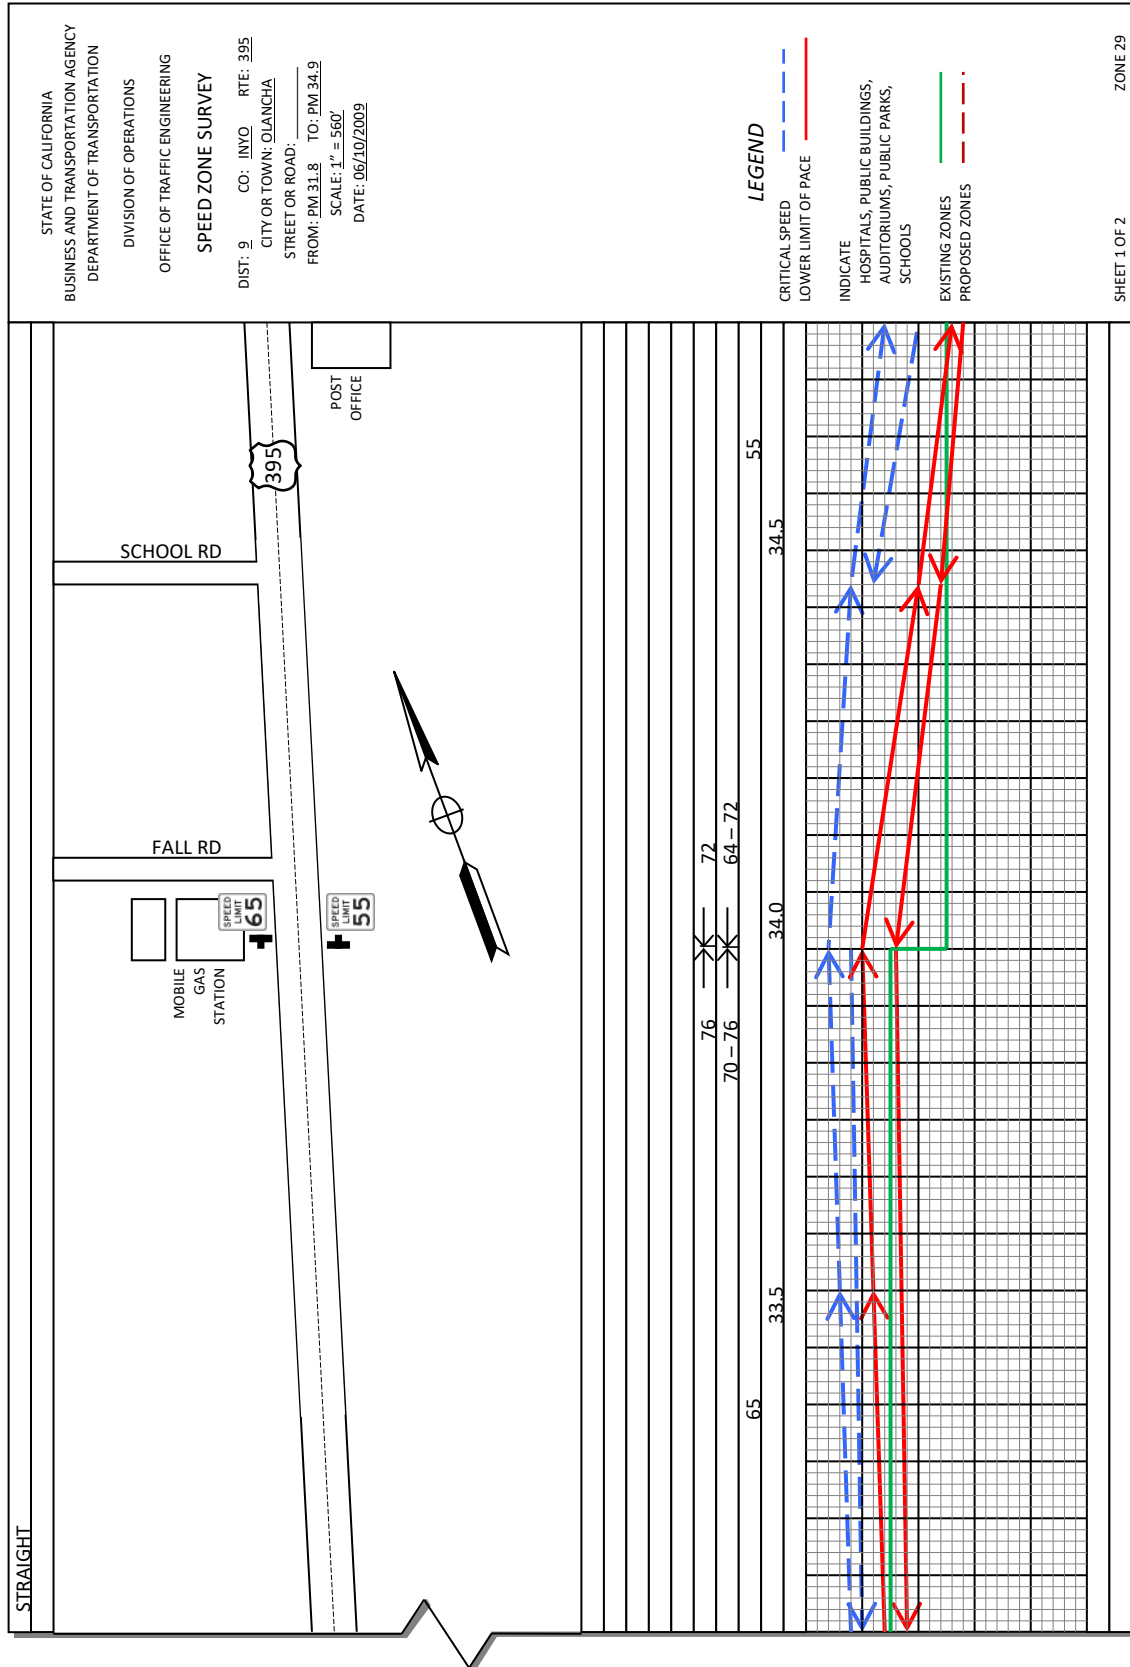 STATE OF CALIFORNIA
BUSINESS AND TRANSPORTATION AGENCY
DEPARTMENT OF TRANSPORTATION
DIVISION OF OPERATIONS
OFFICE OF TRAFFIC ENGINEERING
SPEED ZONE SURVEY
DIST: 9 CO: INYO RTE: 395
CITY OR TOWN: OLANCHA
STREET OR ROAD:
FROM: PM 31.8 TO: PM 34.9
SCALE: 1" = 560'
DATE: 06/10/2009
LEGEND
CRITICAL SPEED
LOWER LIMIT OF PACE
INDICATE
HOSPITALS, PUBLIC BUILDINGS,
AUDITORIUMS, PUBLIC PARKS,
SCHOOLS
EXISTING ZONES
PROPOSED ZONES
SHEET 1 OF 2 ZONE 29
STRAIGHT
SCHOOL RD
FALL RD
395
POST
OFFICE
MOBILE
GAS
STATION
SPEED
LIMIT
65
SPEED
LIMIT
55
76 72
70 – 76 64 – 72
65 55
33.5 34.0 34.5